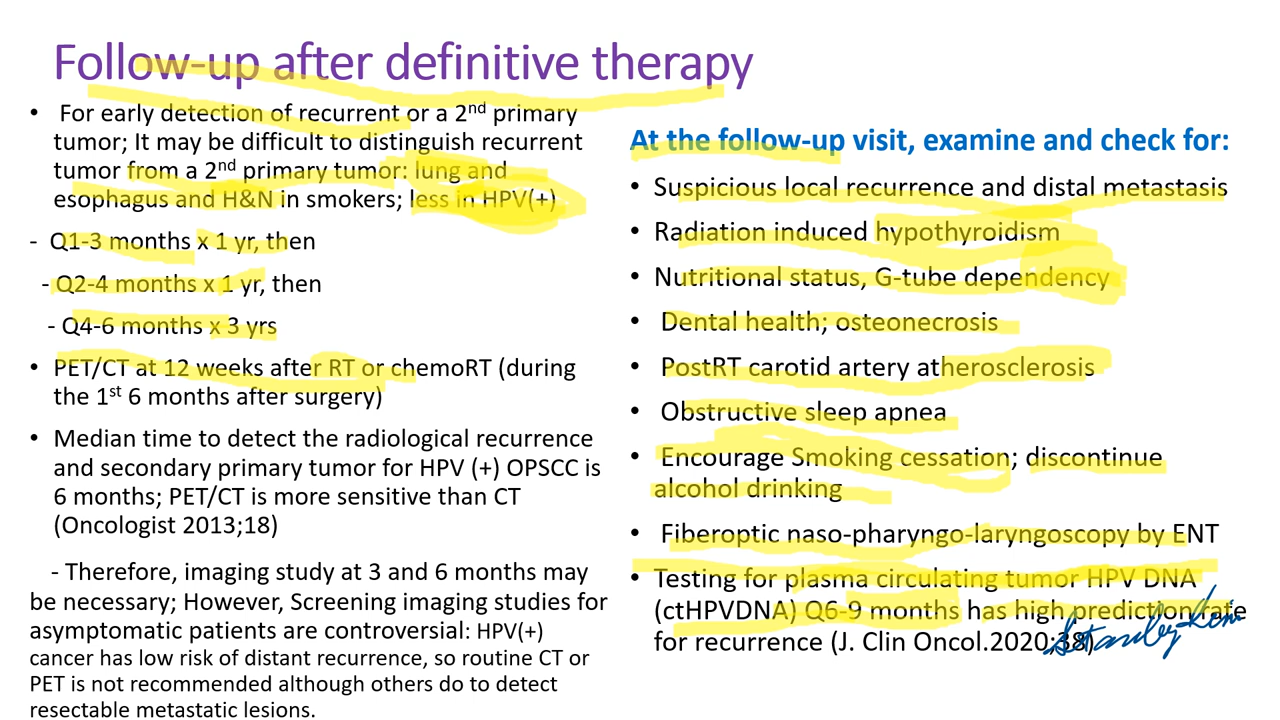 Follow-up after definitive therapy
• For early detection of recurrent or a 2nd primary
tumor; It may be difficult to distinguish recurrent
tumor from a 2nd primary tumor: lung and
esophagus and H&N in smokers; less in HPV(+)
- Q1-3 months x 1 yr, then
- Q2-4 months x 1 yr, then
- Q4-6 months x 3 yrs
• PET/CT at 12 weeks after RT or chemoRT (during
the 1st 6 months after surgery)
• Median time to detect the radiological recurrence
and secondary primary tumor for HPV (+) OPSCC is
6 months; PET/CT is more sensitive than CT
(Oncologist 2013;18)
- Therefore, imaging study at 3 and 6 months may
be necessary; However, Screening imaging studies for
asymptomatic patients are controversial: HPV(+)
cancer has low risk of distant recurrence, so routine CT or
PET is not recommended although others do to detect
resectable metastatic lesions.
At the follow-up visit, examine and check for:
• Suspicious local recurrence and distal metastasis
• Radiation induced hypothyroidism
• Nutritional status, G-tube dependency
• Dental health; osteonecrosis
• PostRT carotid artery atherosclerosis
• Obstructive sleep apnea
• Encourage Smoking cessation; discontinue
alcohol drinking
• Fiberoptic naso-pharyngo-laryngoscopy by ENT
• Testing for plasma circulating tumor HPV DNA
(ctHPVDNA) Q6-9 months has high prediction rate
for recurrence (J. Clin Oncol.2020;38)
Stanley Kim